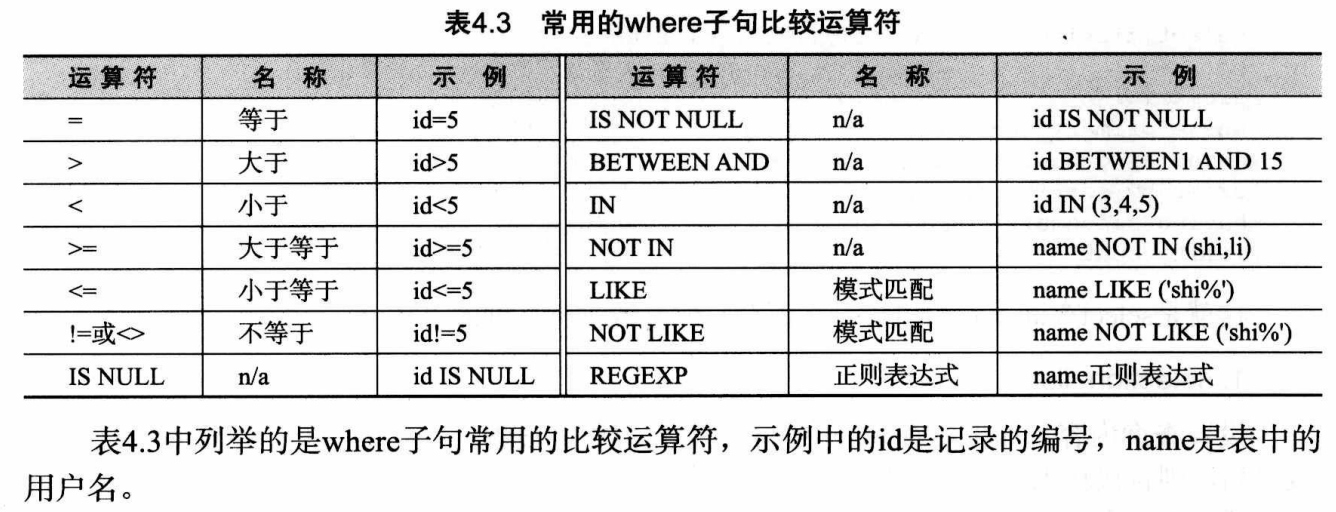 表4.3 常用的where子句比较运算符
运算符 名称 示例 运算符 名称 示例
= 等于 id=5 IS NOT NULL n/a id IS NOT NULL
> 大于 id>5 BETWEEN AND n/a id BETWEEN1 AND 15
< 小于 id<5 IN n/a id IN (3,4,5)
>= 大于等于 id>=5 NOT IN n/a name NOT IN (shi,li)
<= 小于等于 id<=5 LIKE 模式匹配 name LIKE ('shi%')
!=或<> 不等于 id!=5 NOT LIKE 模式匹配 name NOT LIKE ('shi%')
IS NULL n/a id IS NULL REGEXP 正则表达式 name正则表达式
表4.3中列举的是where子句常用的比较运算符，示例中的id是记录的编号，name是表中的
用户名。